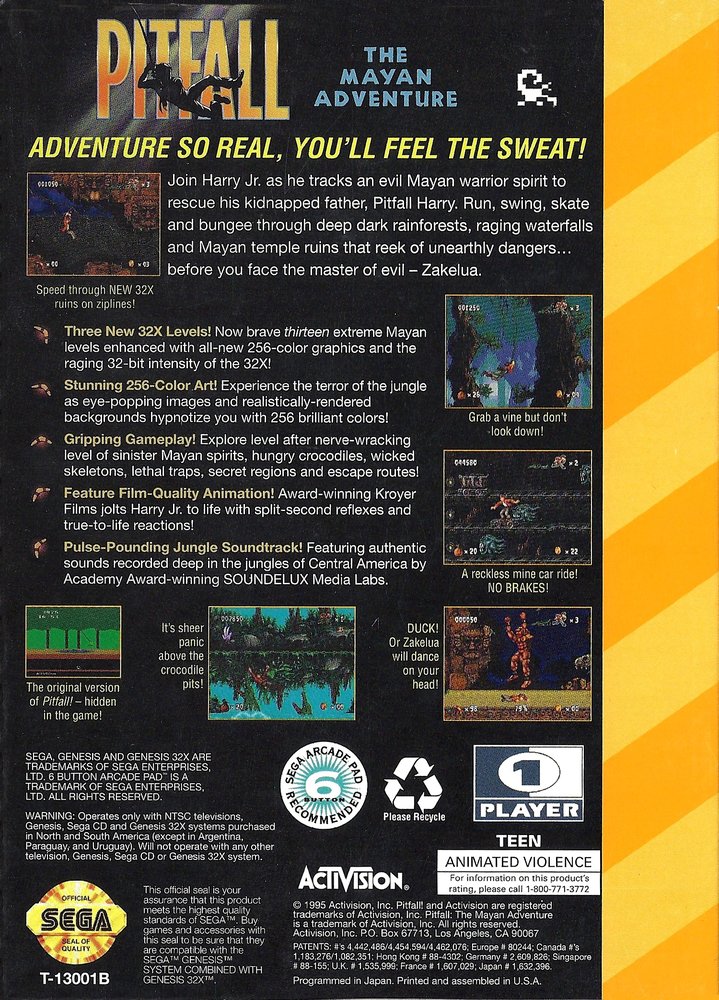 PITFALL
THE
MAYAN
ADVENTURE
ADVENTURE SO REAL, YOU'LL FEEL THE SWEAT!
Join Harry Jr. as he tracks an evil Mayan warrior spirit to
rescue his kidnapped father, Pitfall Harry. Run, swing, skate
and bungee through deep dark rainforests, raging waterfalls
and Mayan temple ruins that reek of unearthly dangers...
before you face the master of evil – Zakelua.
Speed through NEW 32X
ruins on ziplines!
Three New 32X Levels! Now brave thirteen extreme Mayan
levels enhanced with all-new 256-color graphics and the
raging 32-bit intensity of the 32X!
Stunning 256-Color Art! Experience the terror of the jungle
as eye-popping images and realistically-rendered
backgrounds hypnotize you with 256 brilliant colors!
Gripping Gameplay! Explore level after nerve-wracking
level of sinister Mayan spirits, hungry crocodiles, wicked
skeletons, lethal traps, secret regions and escape routes!
Feature Film-Quality Animation! Award-winning Kroyer
Films jolts Harry Jr. to life with split-second reflexes and
true-to-life reactions!
Pulse-Pounding Jungle Soundtrack! Featuring authentic
sounds recorded deep in the jungles of Central America by
Academy Award-winning SOUNDELUX Media Labs.
001250
×3
Grab a vine but don't
look down!
044580
×2
×20
×22
A reckless mine car ride!
NO BRAKES!
The original version
of Pitfall! – hidden
in the game!
It's sheer
panic
above the
crocodile
pits!
007850
DUCK!
Or Zakelua
will dance
on your
head!
000050
×3
SEGA, GENESIS AND GENESIS 32X ARE
TRADEMARKS OF SEGA ENTERPRISES,
LTD. 6 BUTTON ARCADE PAD™ IS A
TRADEMARK OF SEGA ENTERPRISES,
LTD. ALL RIGHTS RESERVED.
WARNING: Operates only with NTSC televisions,
Genesis, Sega CD and Genesis 32X systems purchased
in North and South America (except in Argentina,
Paraguay, and Uruguay). Will not operate with any other
television, Genesis, Sega CD or Genesis 32X system.
SEGA ARCADE PAD
6
BUTTON
RECOMMENDED
Please Recycle
1
PLAYER
TEEN
ANIMATED VIOLENCE
For information on this product's
rating, please call 1-800-771-3772
OFFICIAL
SEGA
SEAL OF
QUALITY
T-13001B
This official seal is your
assurance that this product
meets the highest quality
standards of SEGA™. Buy
games and accessories with
this seal to be sure that they
are compatible with the
SEGA™ GENESIS™
SYSTEM COMBINED WITH
GENESIS 32X™.
ACTIVISION®
© 1995 Activision, Inc. Pitfall! and Activision are registered
trademarks of Activision, Inc. Pitfall: The Mayan Adventure
is a trademark of Activision, Inc. All rights reserved.
Activision, Inc. P.O. Box 67713, Los Angeles, CA 90067
PATENTS: #'s 4,442,486/4,454,594/4,462,076; Europe # 80244; Canada #'s
1,183,276/1,082,351; Hong Kong # 88-4302; Germany # 2,609,826; Singapore
# 88-155; U.K. # 1,535,999; France # 1,607,029; Japan # 1,632,396.
Programmed in Japan. Printed and assembled in U.S.A.